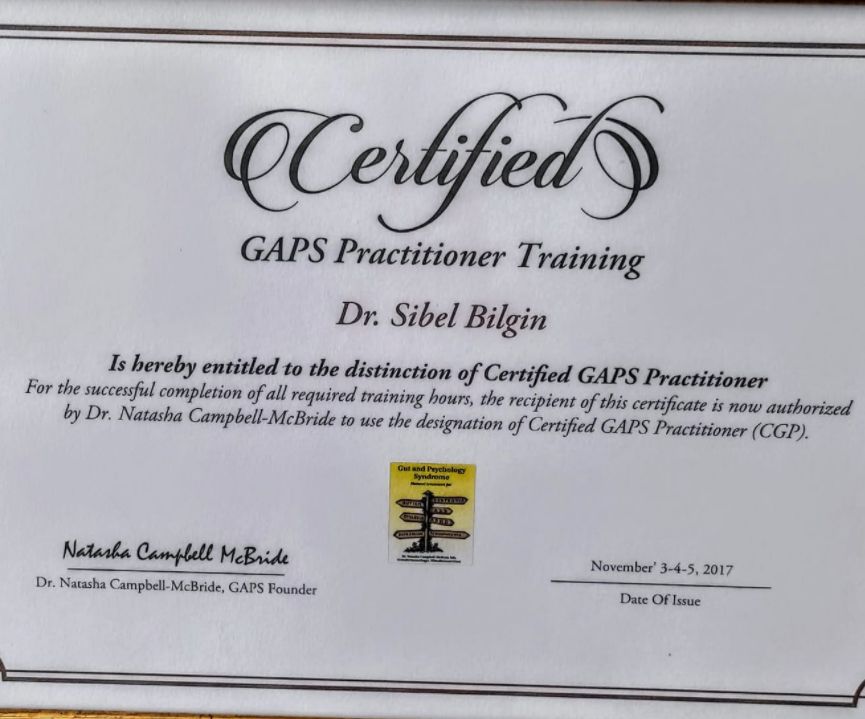 Certified
GAPS Practitioner Training
Dr. Sibel Bilgin
Is hereby entitled to the distinction of Certified GAPS Practitioner
For the successful completion of all required training hours, the recipient of this certificate is now authorized
by Dr. Natasha Campbell-McBride to use the designation of Certified GAPS Practitioner (CGP).
Gut and Psychology
Syndrome
Natasha Campbell McBride
Dr. Natasha Campbell-McBride, GAPS Founder
November' 3-4-5, 2017
Date Of Issue